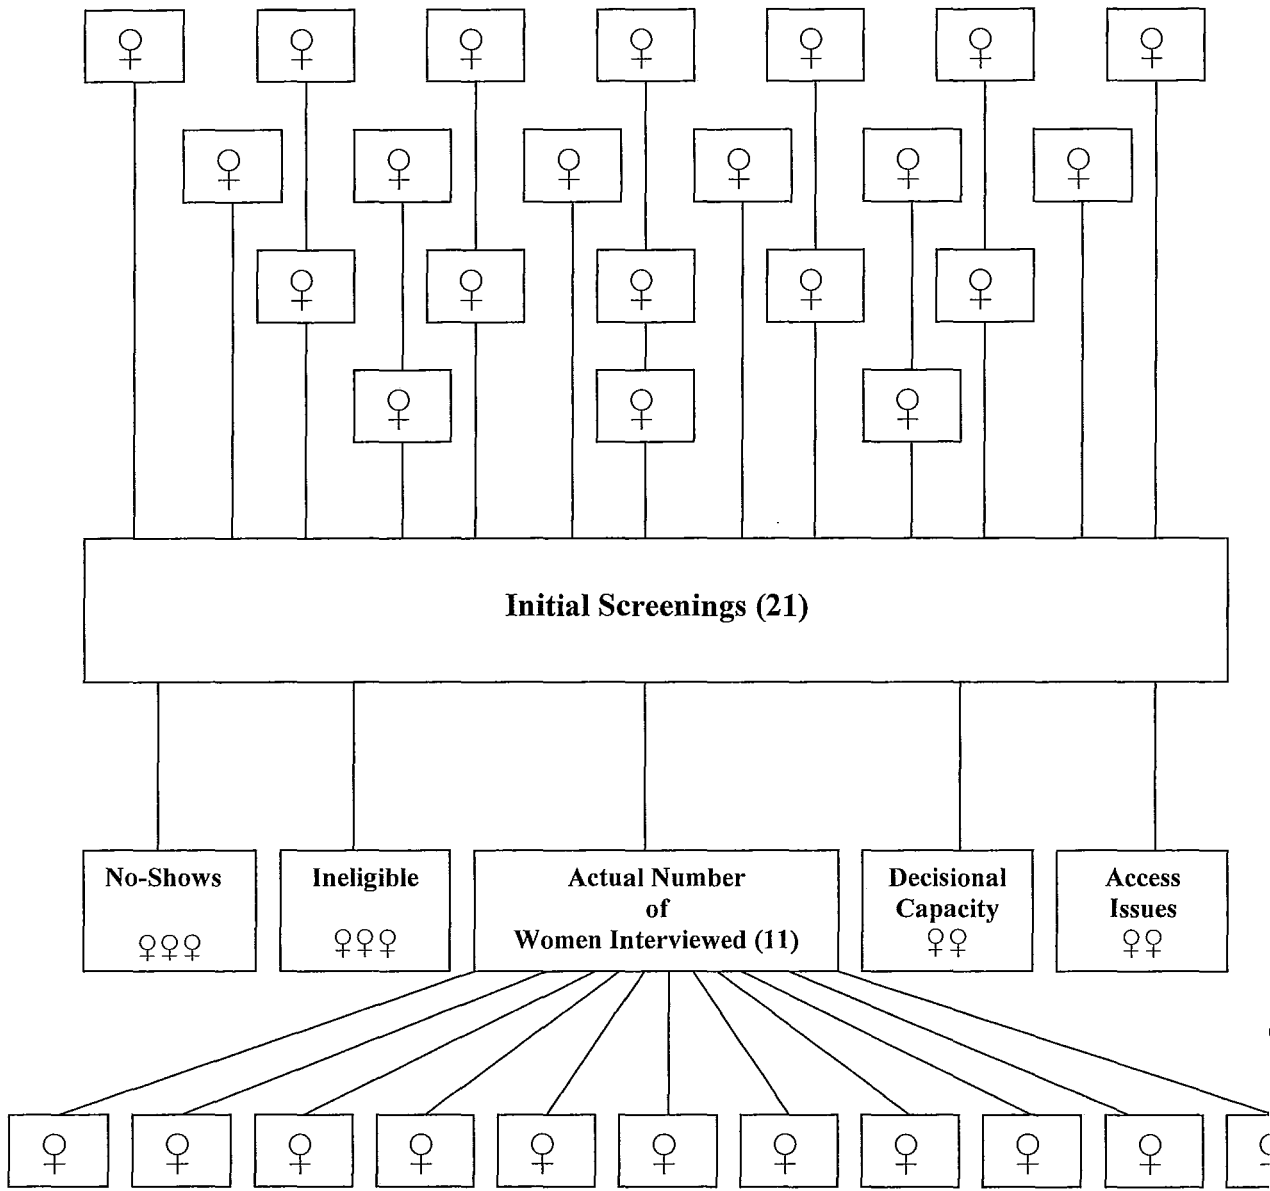 ♀ ♀ ♀ ♀ ♀ ♀ ♀
♀ ♀ ♀ ♀ ♀ ♀
♀ ♀ ♀ ♀ ♀
♀ ♀ ♀
Initial Screenings (21)
No-Shows
♀♀♀
Ineligible
♀♀♀
Actual Number
of
Women Interviewed (11)
Decisional
Capacity
♀♀
Access
Issues
♀♀
♀ ♀ ♀ ♀ ♀ ♀ ♀ ♀ ♀ ♀